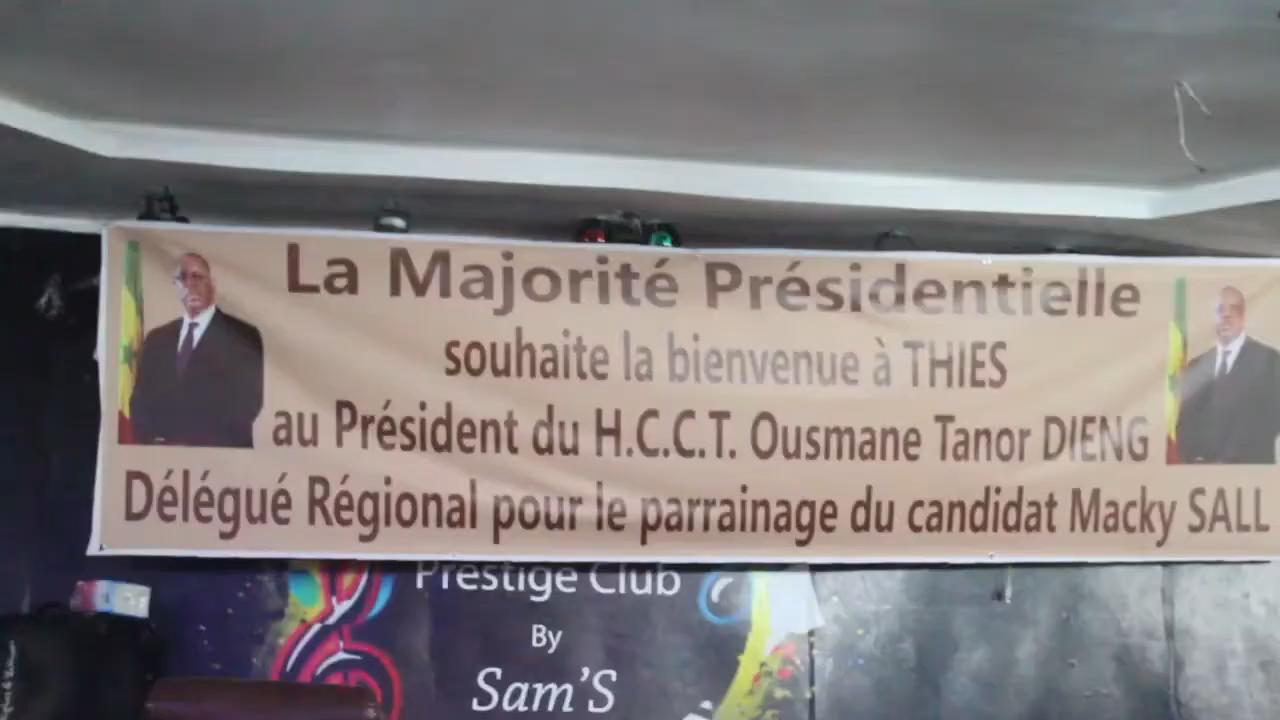 La Majorité Présidentielle
souhaite la bienvenue à THIES
au Président du H.C.C.T. Ousmane Tanor DIENG
Délégué Régional pour le parrainage du candidat Macky SALL
Prestige Club
By
Sam'S